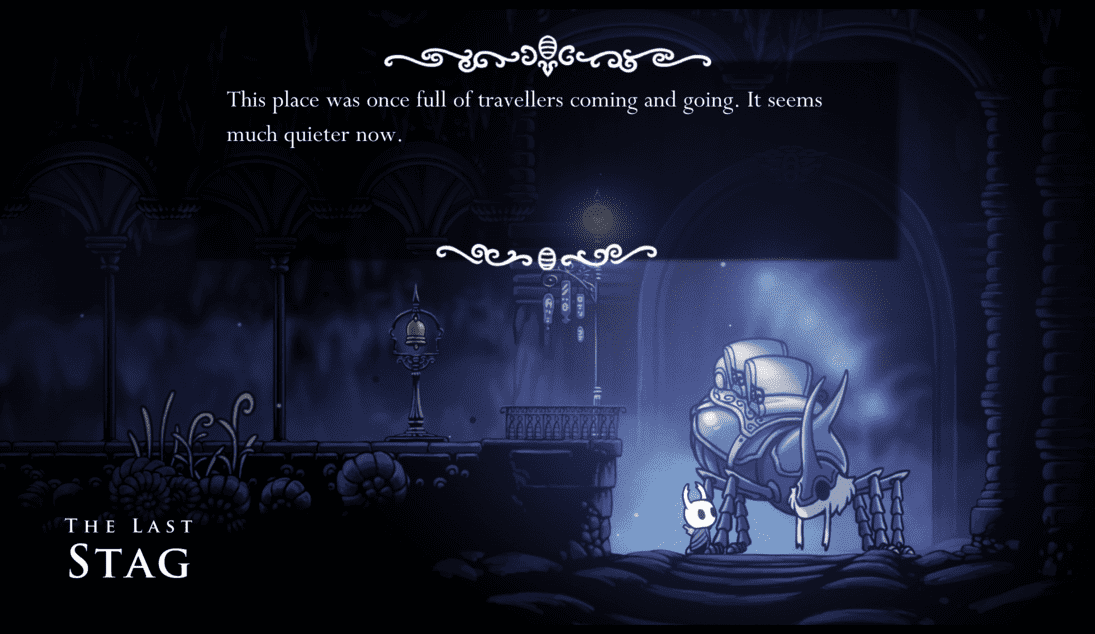 This place was once full of travellers coming and going. It seems
much quieter now.
The Last
Stag